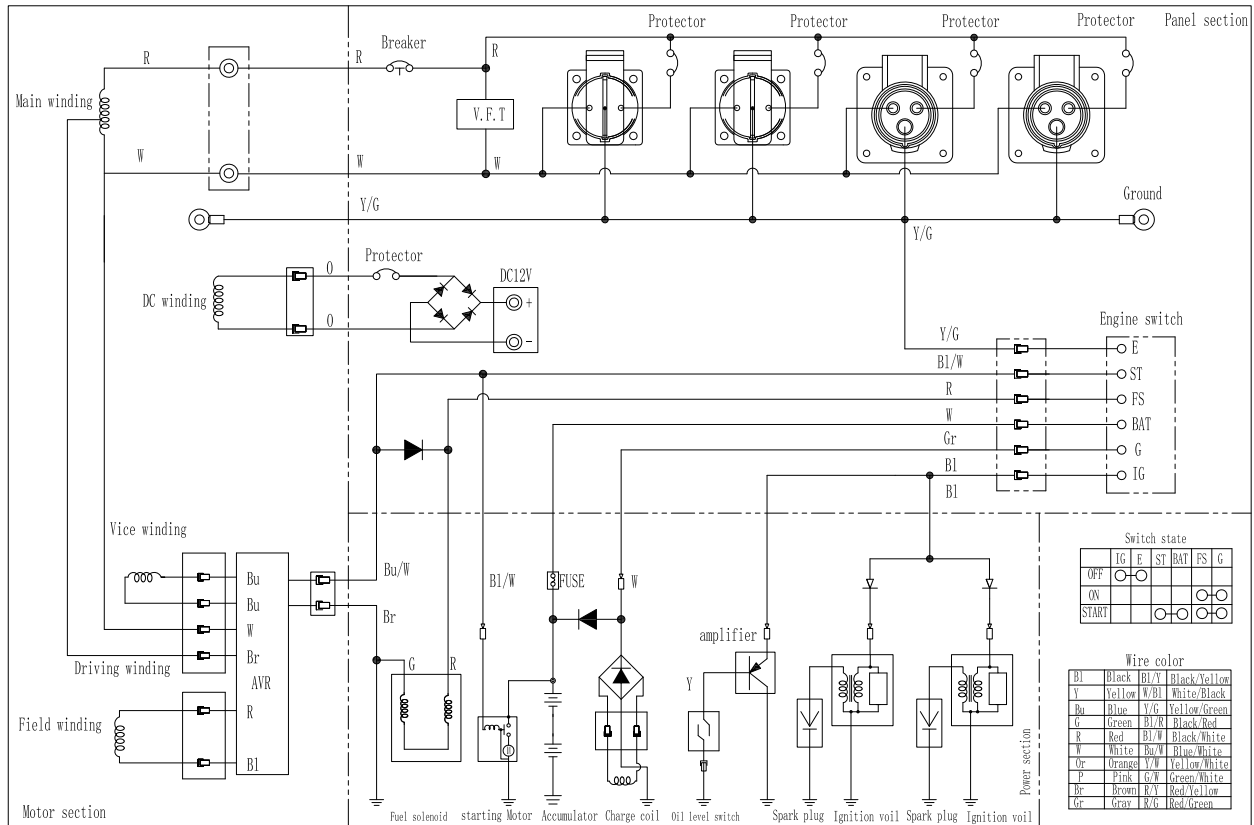 Protector Protector Protector Protector Panel section
Breaker
R R R
Main winding
V.F.T
W W W
Y/G
Ground
Y/G
Protector
O
DC12V
DC winding
+
O
-
Engine switch
Y/G
E
Bl/W
ST
R
FS
W
BAT
Gr
G
Bl
IG
Bl
Vice winding
Bu
Bu/W
Bl/W
FUSE
W
Bu
Br
W
amplifier
Driving winding
Br
AVR
G R
Y
Field winding
R
Bl
Motor section
Power section
Fuel solenoid starting Motor Accumulator Charge coil Oil level switch Spark plug Ignition voil Spark plug Ignition voil
Switch state
IG E ST BAT FS G
OFF
ON
START
Wire color
Bl Black Bl/Y Black/Yellow
Y Yellow W/Bl White/Black
Bu Blue Y/G Yellow/Green
G Green Bl/R Black/Red
R Red Bl/W Black/White
W White Bu/W Blue/White
Or Orange Y/W Yellow/White
P Pink G/W Green/White
Br Brown R/Y Red/Yellow
Gr Gray R/G Red/Green